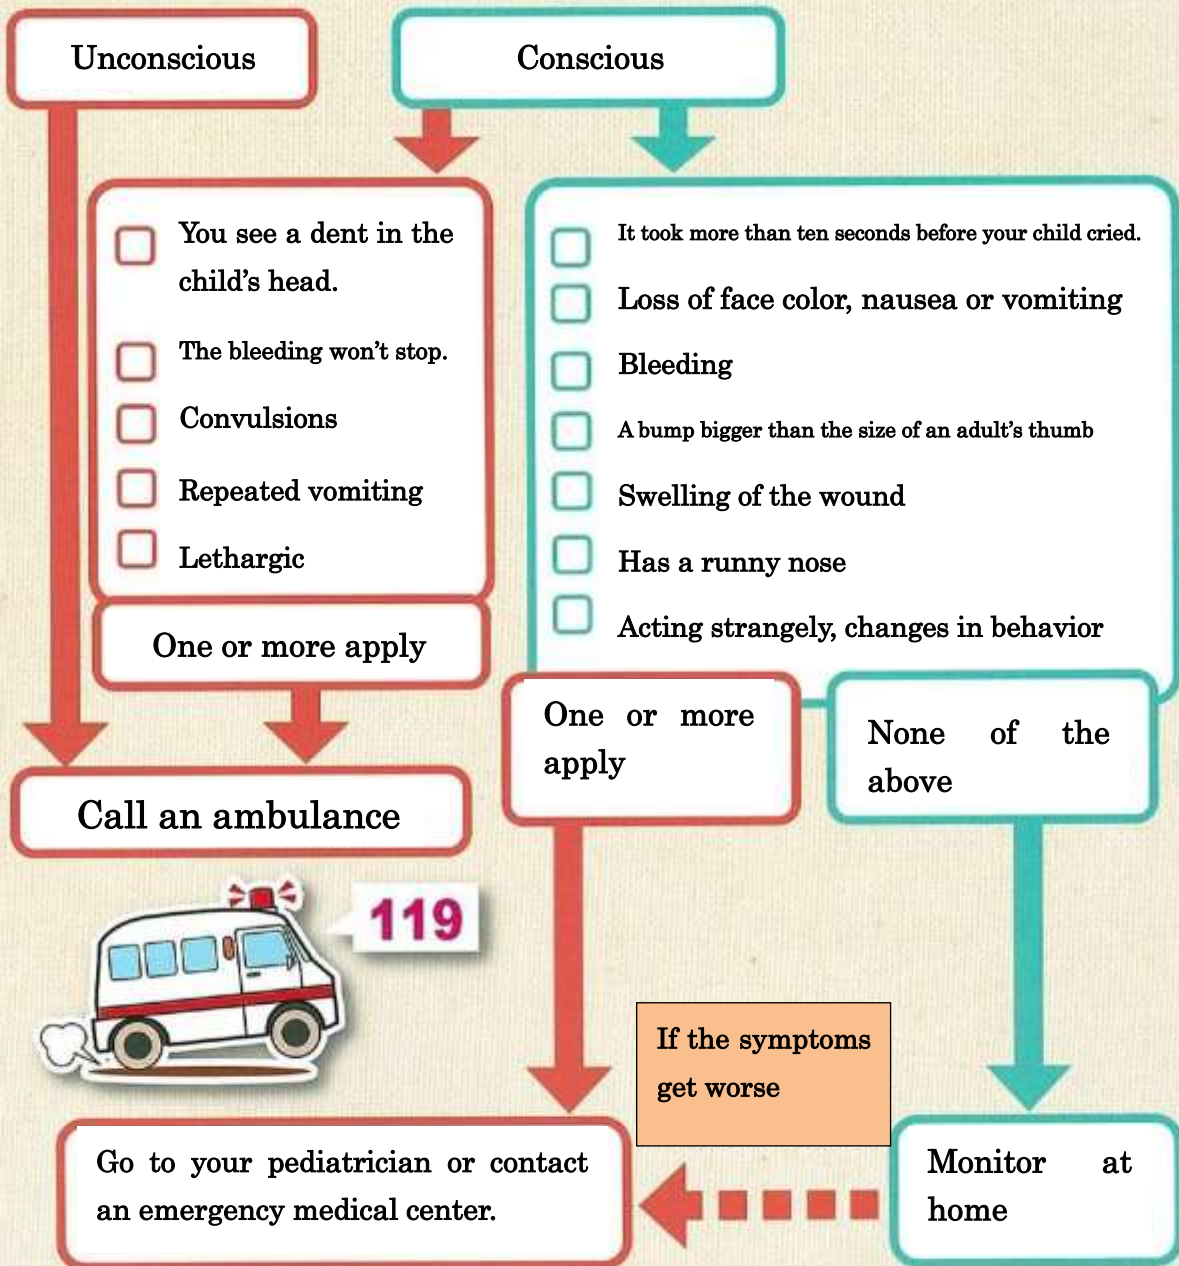 Unconscious
Conscious
You see a dent in the
child's head.
The bleeding won't stop.
Convulsions
Repeated vomiting
Lethargic
One or more apply
Call an ambulance
119
It took more than ten seconds before your child cried.
Loss of face color, nausea or vomiting
Bleeding
A bump bigger than the size of an adult's thumb
Swelling of the wound
Has a runny nose
Acting strangely, changes in behavior
One or more
apply
None of the
above
If the symptoms
get worse
Go to your pediatrician or contact
an emergency medical center.
Monitor at
home